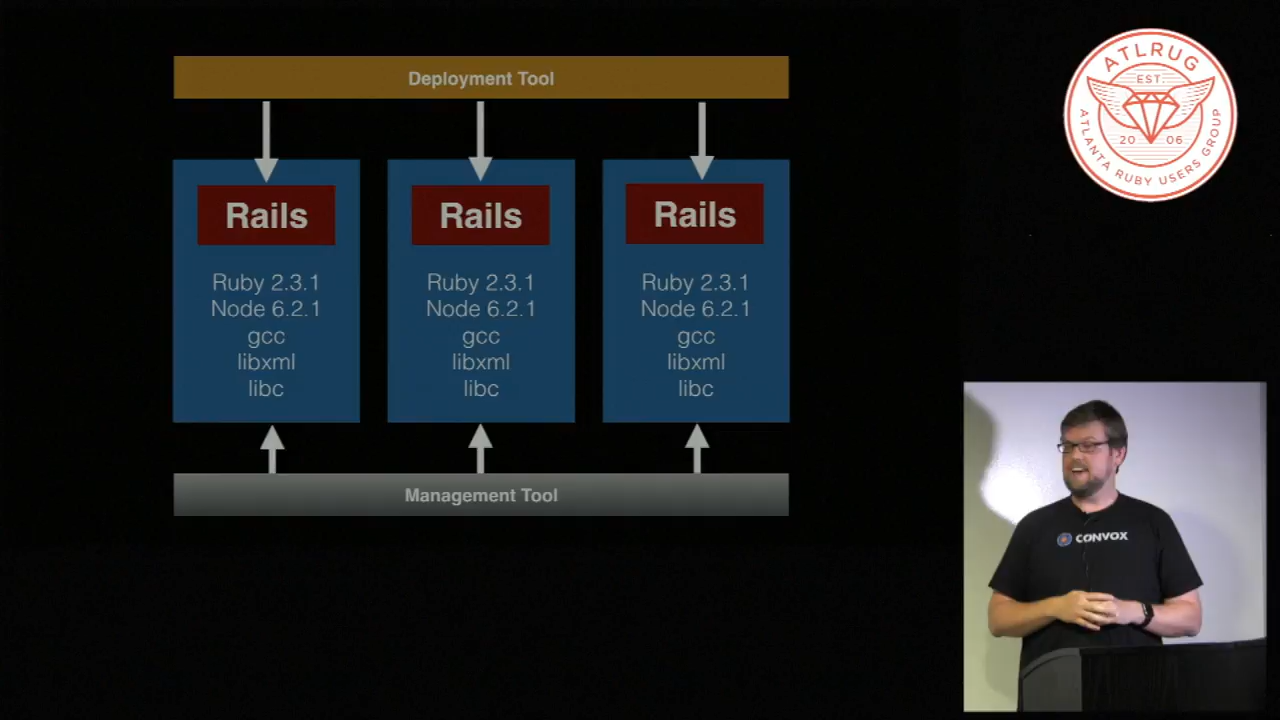 Deployment Tool
Rails
Ruby 2.3.1
Node 6.2.1
gcc
libxml
libc
Rails
Ruby 2.3.1
Node 6.2.1
gcc
libxml
libc
Rails
Ruby 2.3.1
Node 6.2.1
gcc
libxml
libc
Management Tool
ATLRUG
EST.
20 06
ATLANTA RUBY USERS GROUP
CONVOX